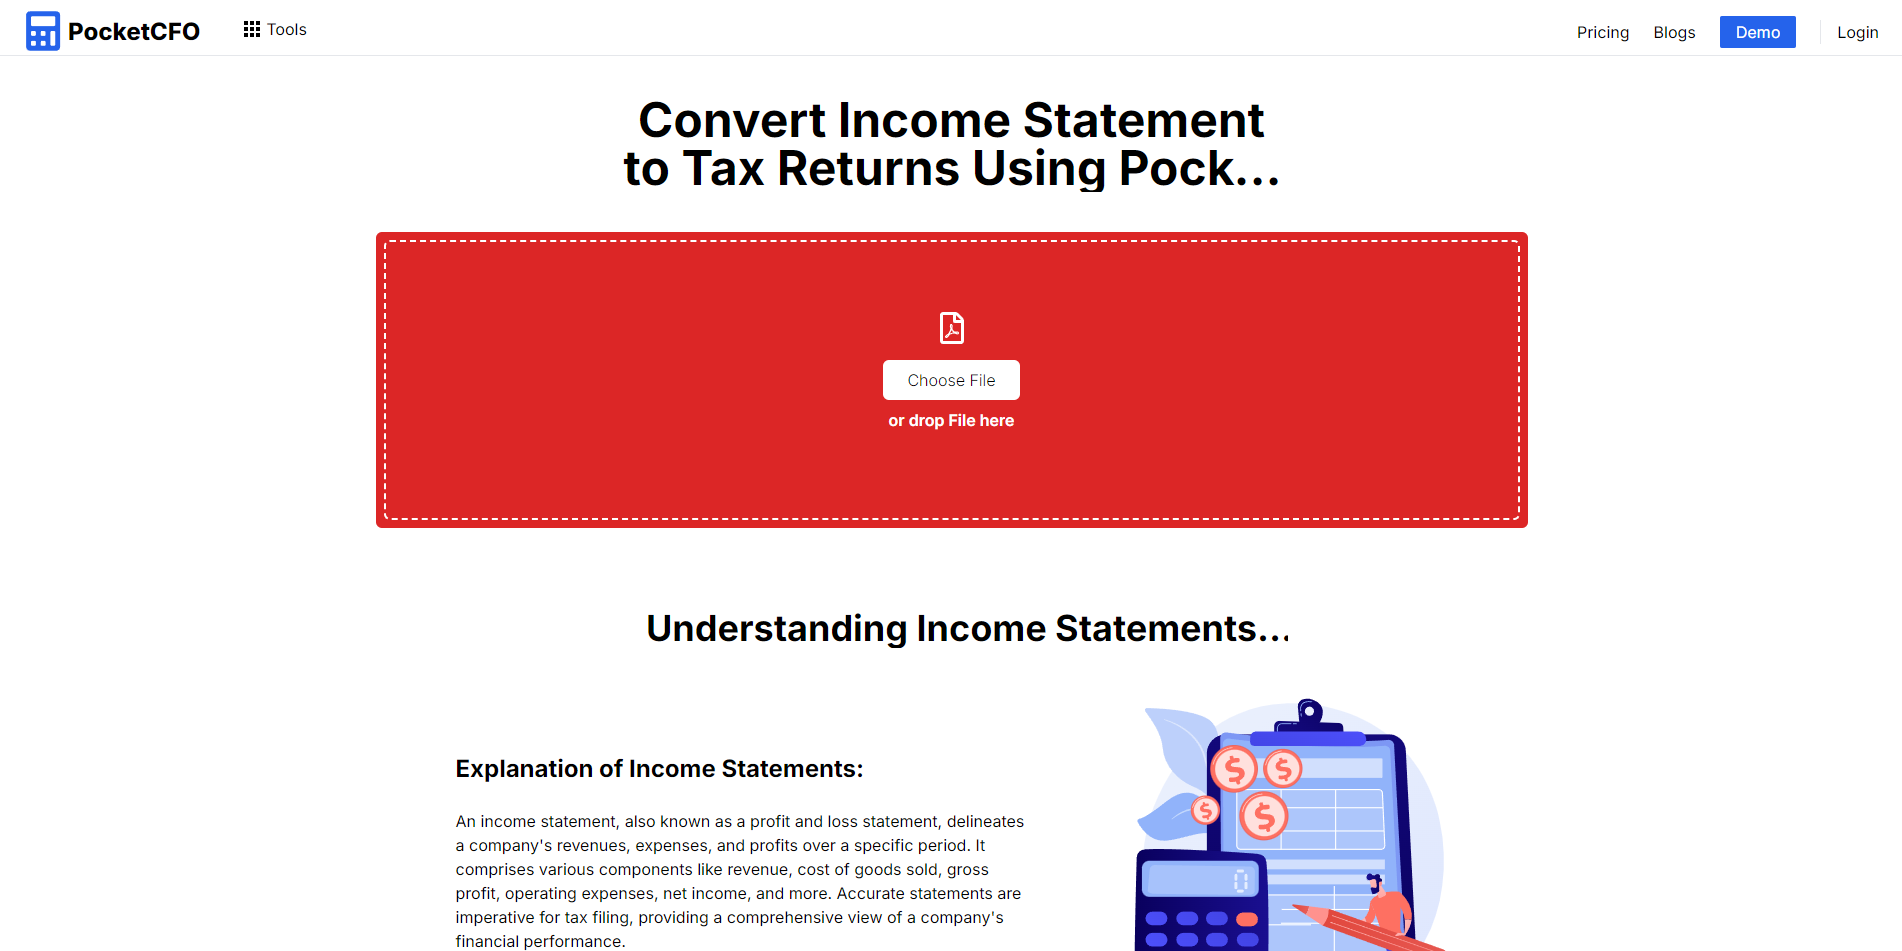 PocketCFO
Tools
Pricing
Blogs
Demo
Login
Convert Income Statement
to Tax Returns Using Pock...
Choose File
or drop File here
Understanding Income Statements...
Explanation of Income Statements:
An income statement, also known as a profit and loss statement, delineates
a company's revenues, expenses, and profits over a specific period. It
comprises various components like revenue, cost of goods sold, gross
profit, operating expenses, net income, and more. Accurate statements are
imperative for tax filing, providing a comprehensive view of a company's
financial performance.
$
$
$
$
0